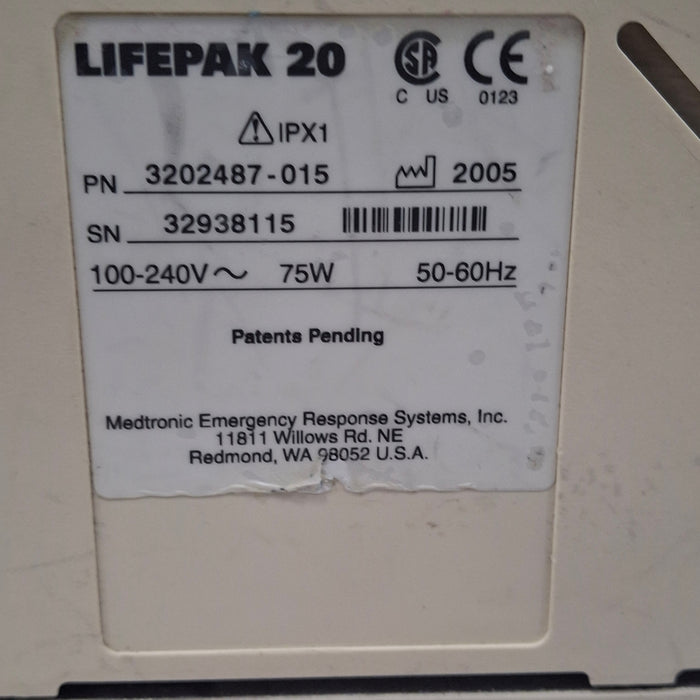 LIFEPAK 20
C US 0123
IPX1
PN 3202487-015 2005
SN 32938115
100-240V~ 75W 50-60Hz
Patents Pending
Medtronic Emergency Response Systems, Inc.
11811 Willows Rd. NE
Redmond, WA 98052 U.S.A.